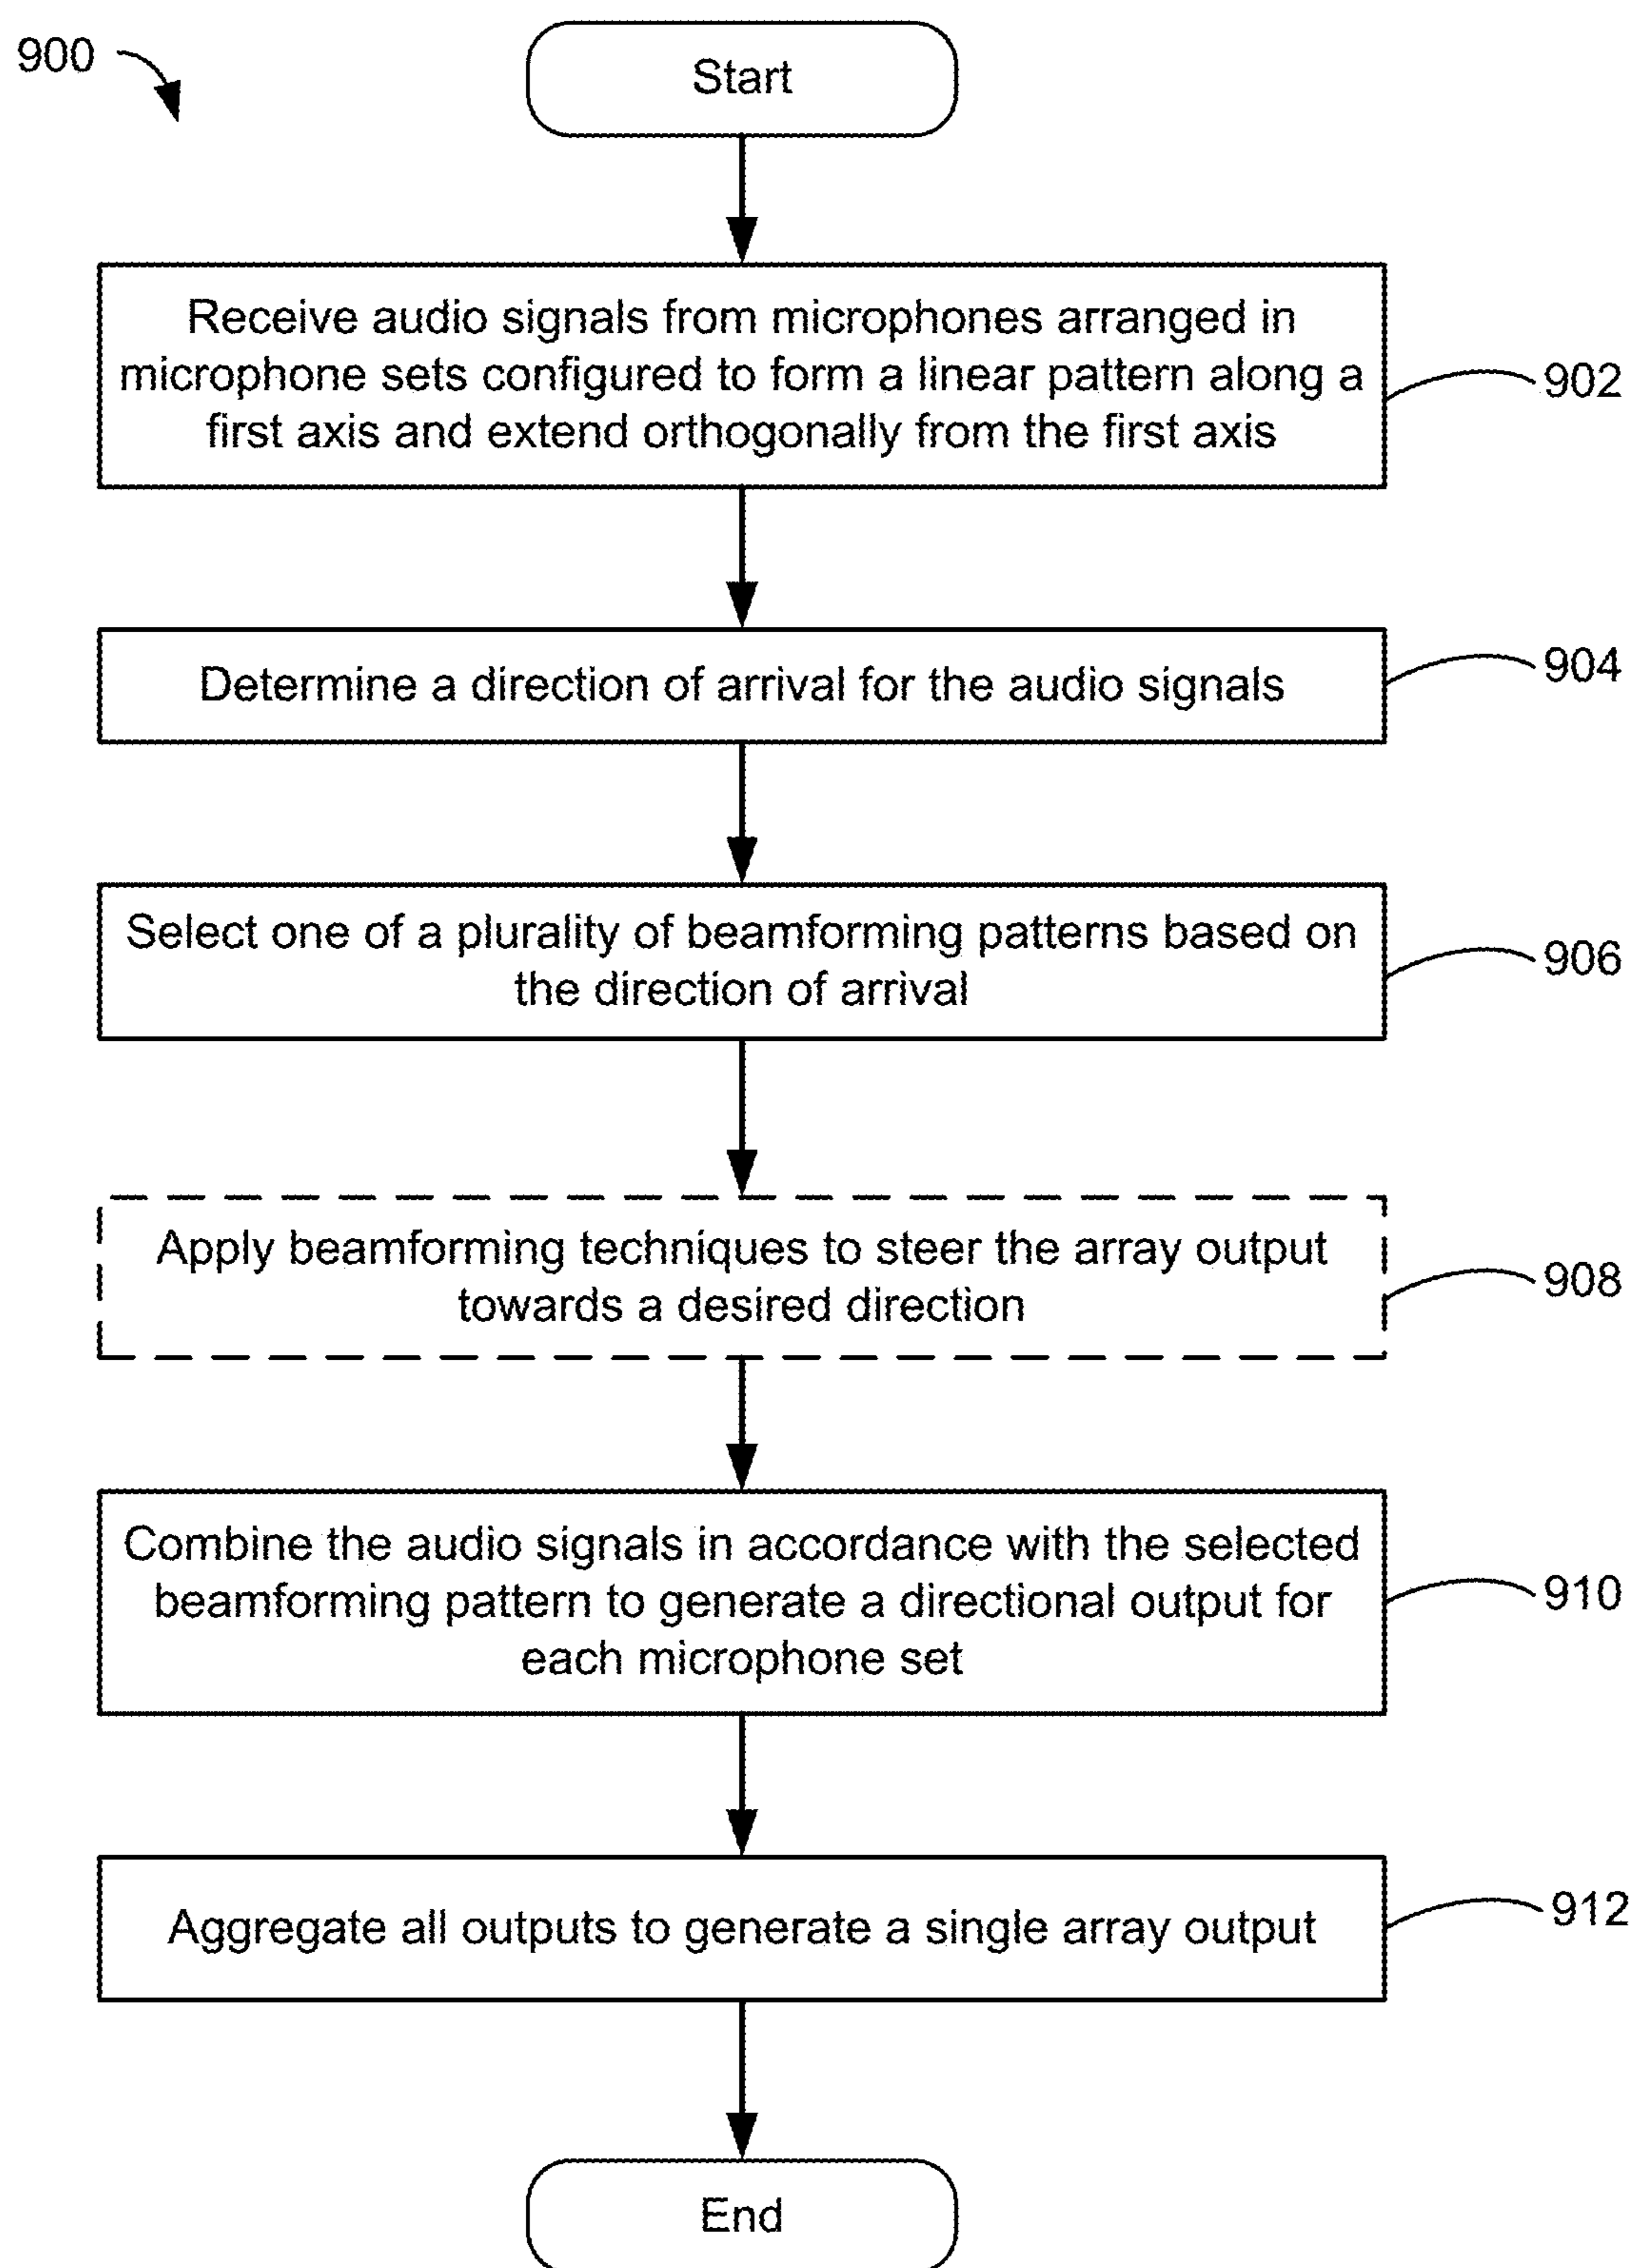 900
Start
Receive audio signals from microphones arranged in
microphone sets configured to form a linear pattern along a
first axis and extend orthogonally from the first axis
902
Determine a direction of arrival for the audio signals
904
Select one of a plurality of beamforming patterns based on
the direction of arrival
906
Apply beamforming techniques to steer the array output
towards a desired direction
908
Combine the audio signals in accordance with the selected
beamforming pattern to generate a directional output for
each microphone set
910
Aggregate all outputs to generate a single array output
912
End